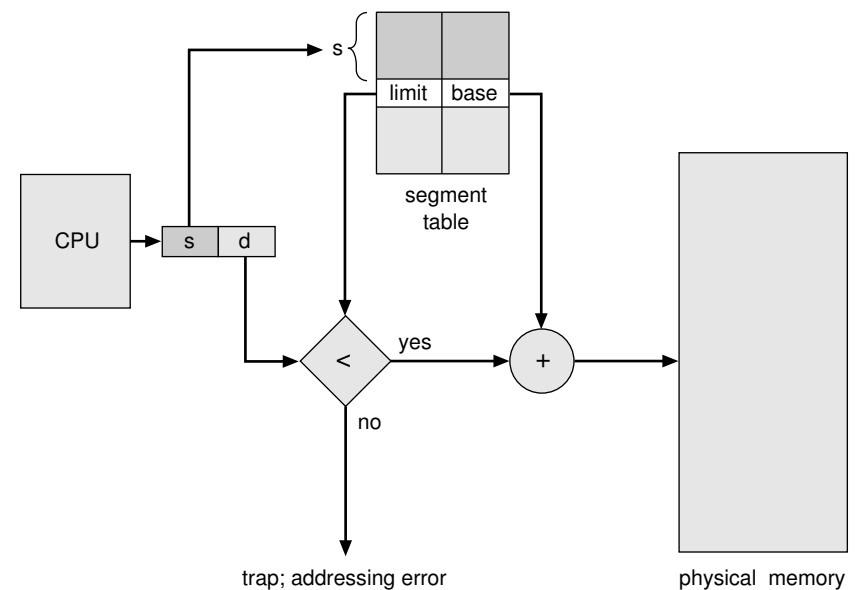 s
limit base
segment
table
CPU
s d
<
yes
+
no
trap; addressing error
physical memory